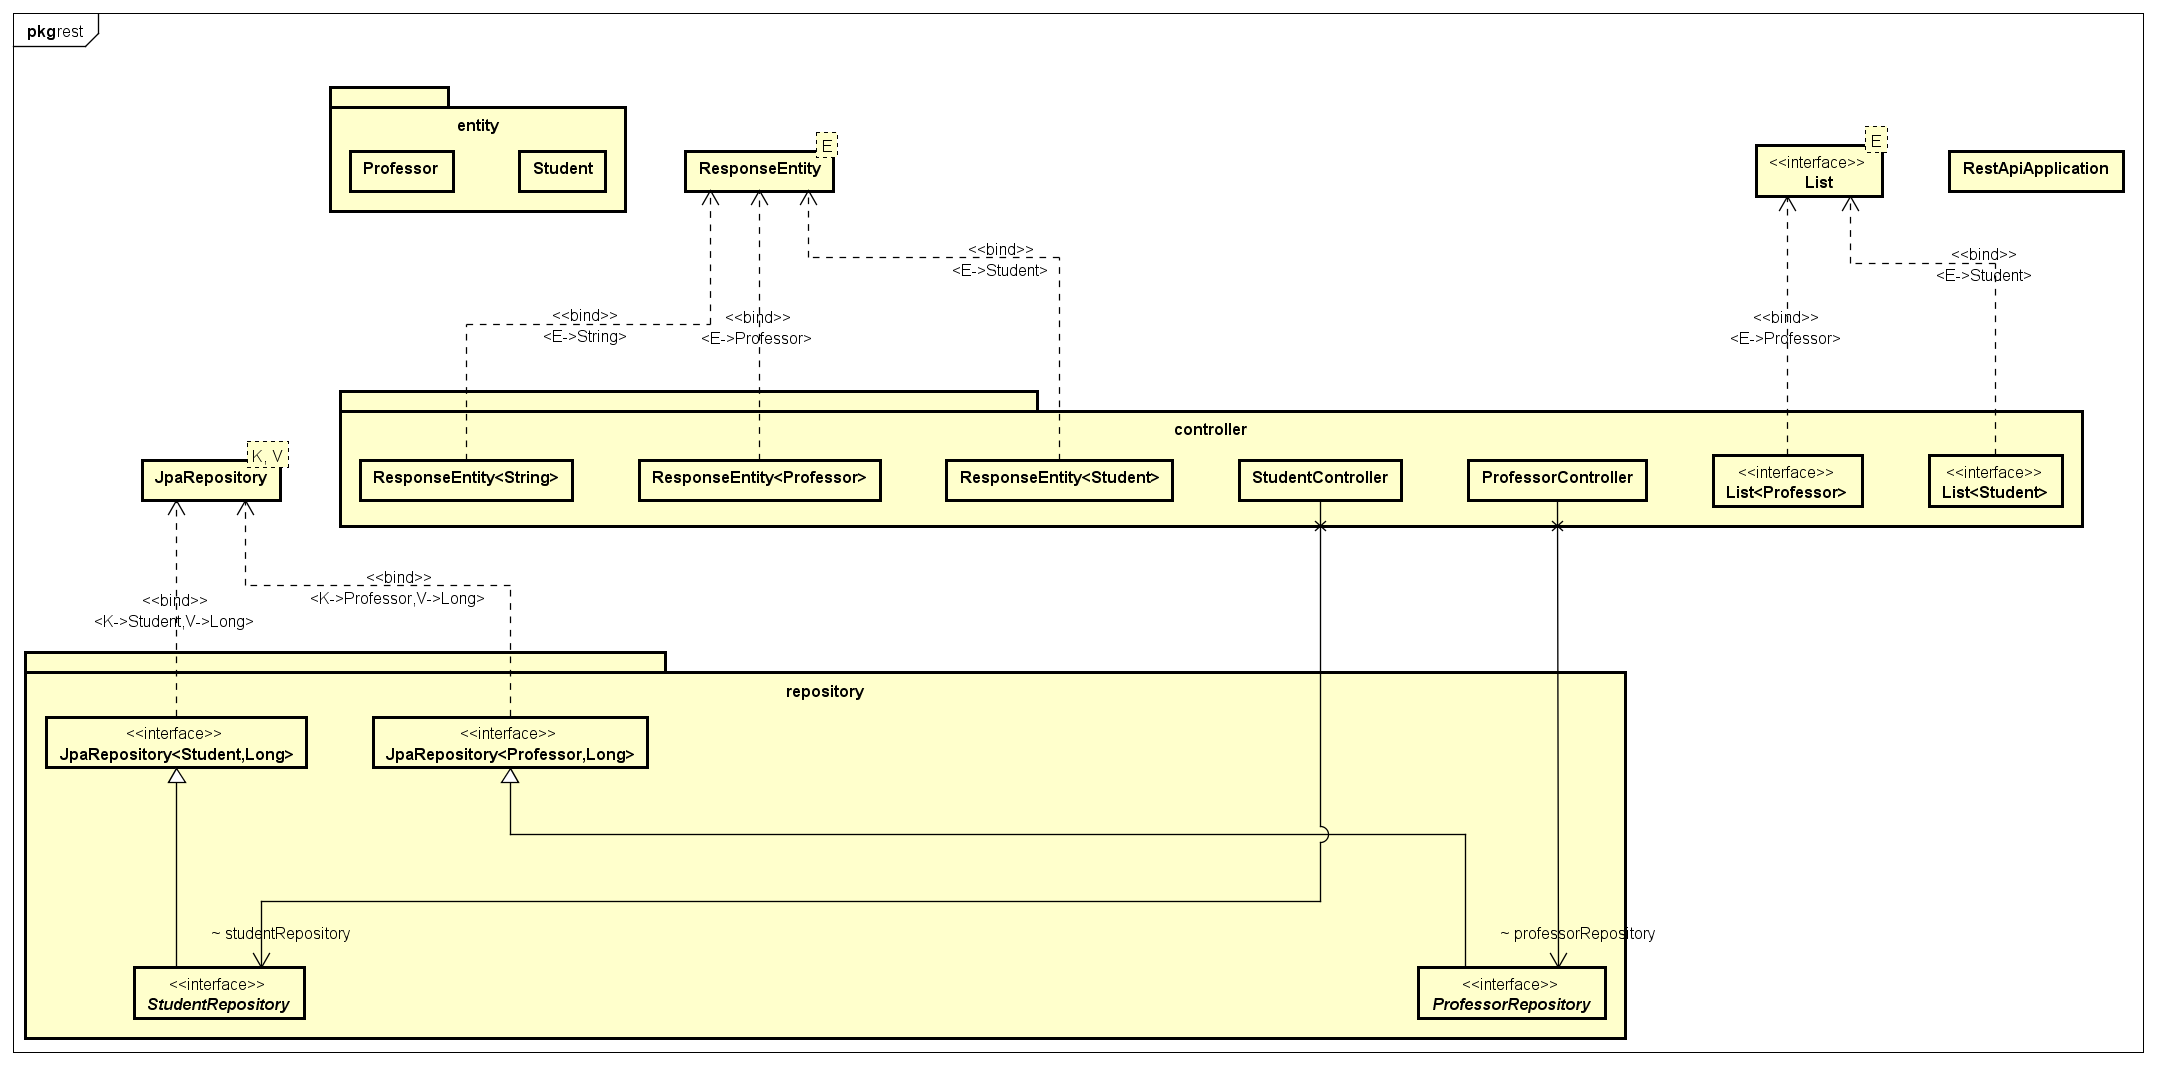 pkg rest
entity
Professor
Student
E
ResponseEntity
E
<<interface>>
List
RestApiApplication
<<bind>>
<E->Student>
<<bind>>
<E->Student>
<<bind>>
<E->String>
<<bind>>
<E->Professor>
<<bind>>
<E->Professor>
controller
ResponseEntity<String>
ResponseEntity<Professor>
ResponseEntity<Student>
StudentController
ProfessorController
<<interface>>
List<Professor>
<<interface>>
List<Student>
K, V
JpaRepository
<<bind>>
<K->Student,V->Long>
<<bind>>
<K->Professor,V->Long>
repository
<<interface>>
JpaRepository<Student,Long>
<<interface>>
JpaRepository<Professor,Long>
~ studentRepository
~ professorRepository
<<interface>>
StudentRepository
<<interface>>
ProfessorRepository